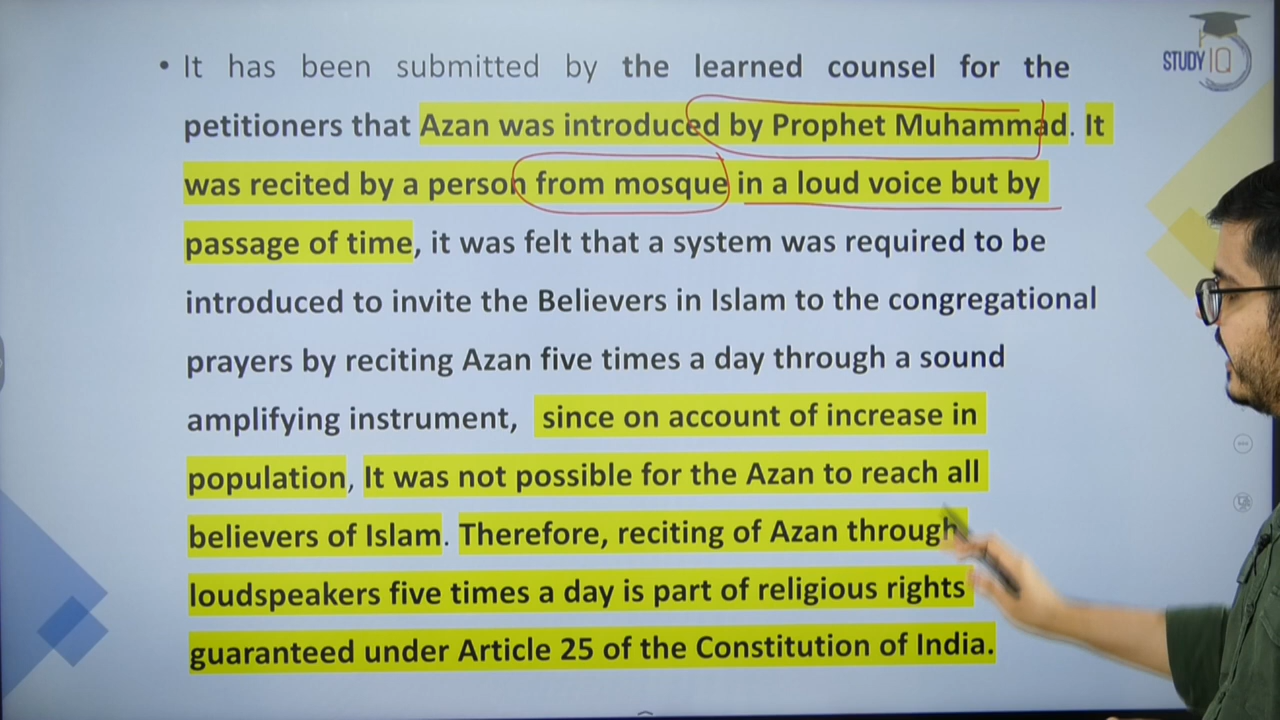 • It has been submitted by the learned counsel for the
petitioners that Azan was introduced by Prophet Muhammad. It
was recited by a person from mosque in a loud voice but by
passage of time, it was felt that a system was required to be
introduced to invite the Believers in Islam to the congregational
prayers by reciting Azan five times a day through a sound
amplifying instrument, since on account of increase in
population, It was not possible for the Azan to reach all
believers of Islam. Therefore, reciting of Azan through
loudspeakers five times a day is part of religious rights
guaranteed under Article 25 of the Constitution of India.
STUDY IQ